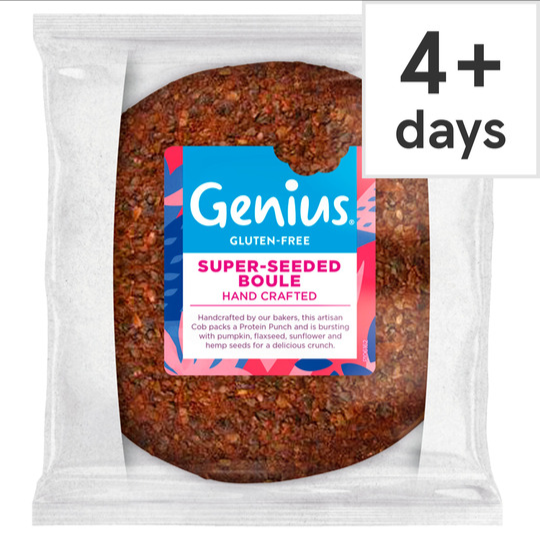 4+
days
Genius®
GLUTEN-FREE
SUPER-SEEDED
BOULE
HAND CRAFTED
Handcrafted by our bakers, this artisan
Cob packs a Protein Punch and is bursting
with pumpkin, flaxseed, sunflower and
hemp seeds for a delicious crunch.